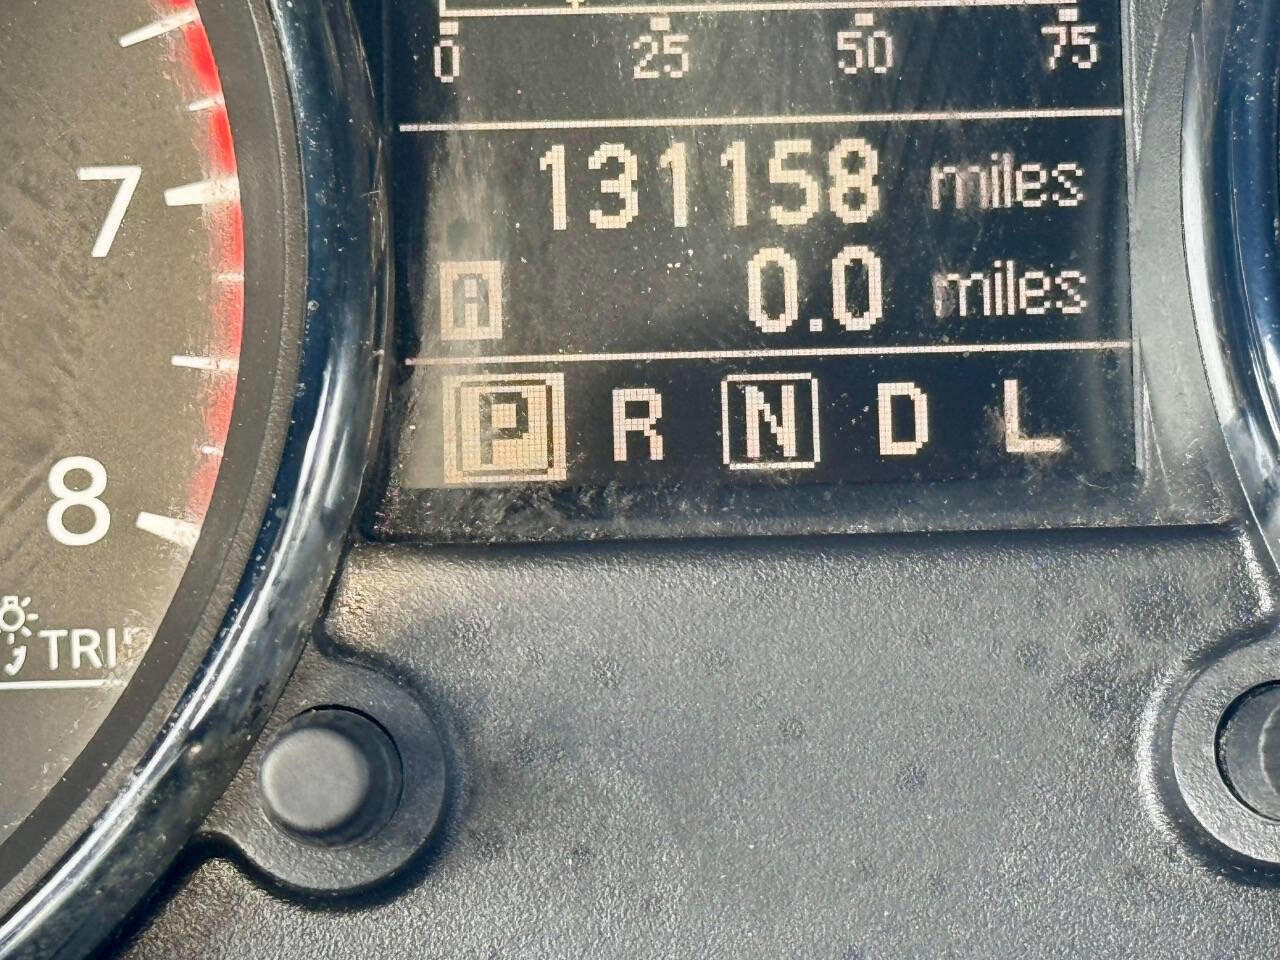 0 25 50 75
131158 miles
A 0.0 miles
P R N D L
7
8
TRIP